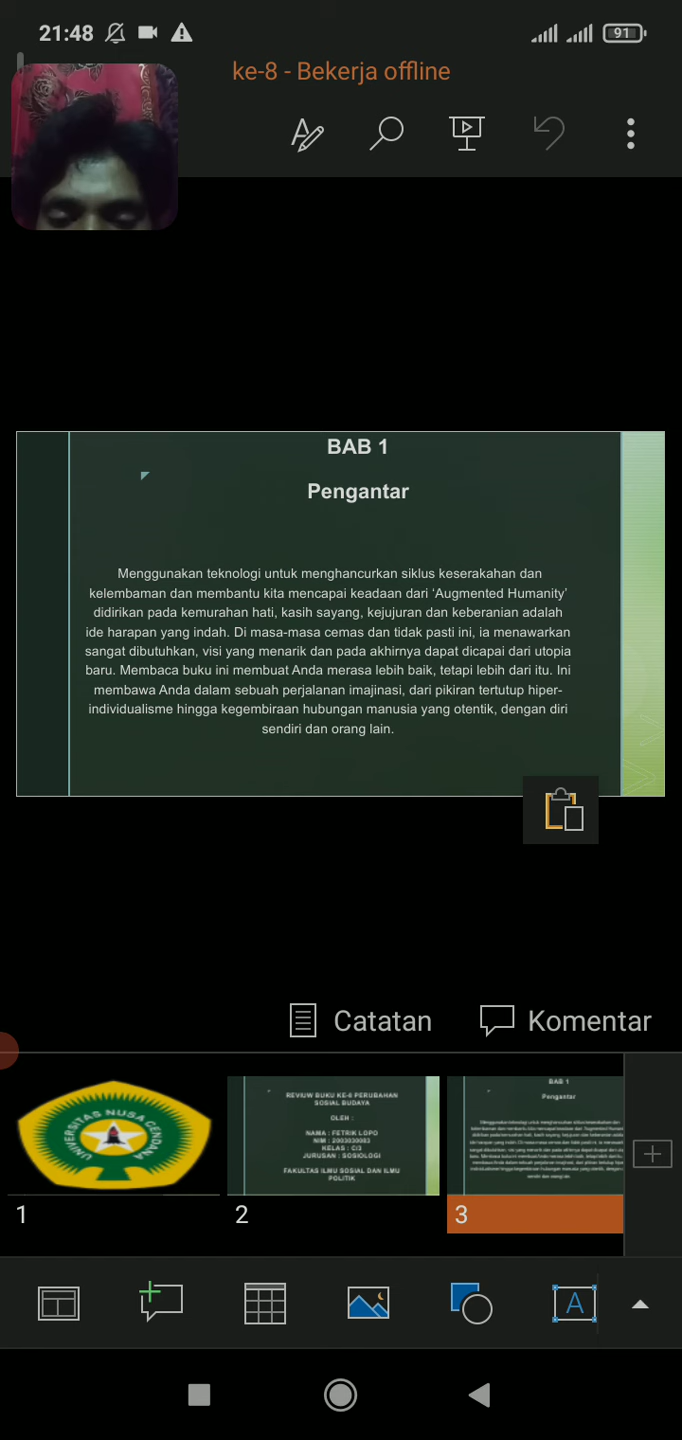 21:48
91
ke-8 - Bekerja offline
BAB 1
Pengantar
Menggunakan teknologi untuk menghancurkan siklus keserakahan dan
kelembaman dan membantu kita mencapai keadaan dari ‘Augmented Humanity’
didirikan pada kemurahan hati, kasih sayang, kejujuran dan keberanian adalah
ide harapan yang indah. Di masa-masa cemas dan tidak pasti ini, ia menawarkan
sangat dibutuhkan, visi yang menarik dan pada akhirnya dapat dicapai dari utopia
baru. Membaca buku ini membuat Anda merasa lebih baik, tetapi lebih dari itu. Ini
membawa Anda dalam sebuah perjalanan imajinasi, dari pikiran tertutup hiper-
individualisme hingga kegembiraan hubungan manusia yang otentik, dengan diri
sendiri dan orang lain.
Catatan
Komentar
UNIVERSITAS NUSA CENDANA
REVIUW BUKU KE-8 PERUBAHAN
SOSIAL BUDAYA
OLEH :
NAMA : FETRIK LOPO
KELAS : C/3
JURUSAN : SOSIOLOGI
FAKULTAS ILMU SOSIAL DAN ILMU
POLITIK
BAB 1
Pengantar
1
2
3
A